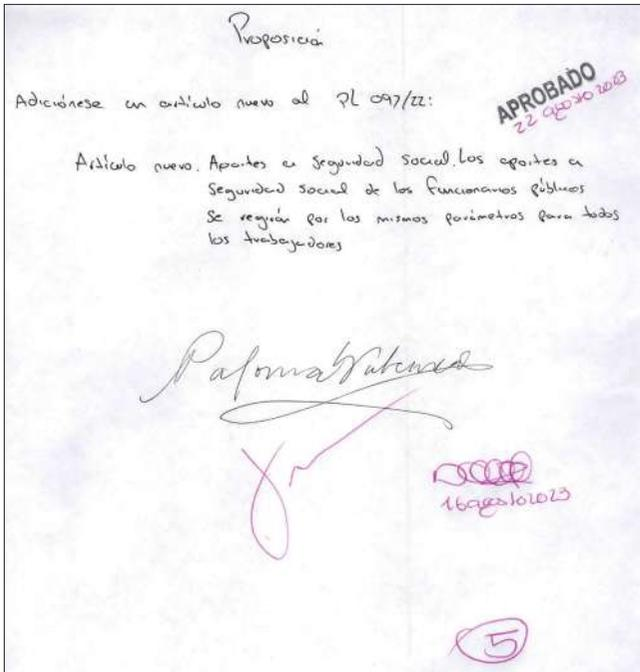 Proposición
Adiciónese un artículo nuevo al PL 097/22:
APROBADO
22 agosto 2023
Artículo nuevo. Aportes a Seguridad Social. Los aportes a
Seguridad social de los funcionarios públicos
Se regirán por los mismos parámetros para todos
los trabajadores
Paloma Valencia
16 agosto 2023
5